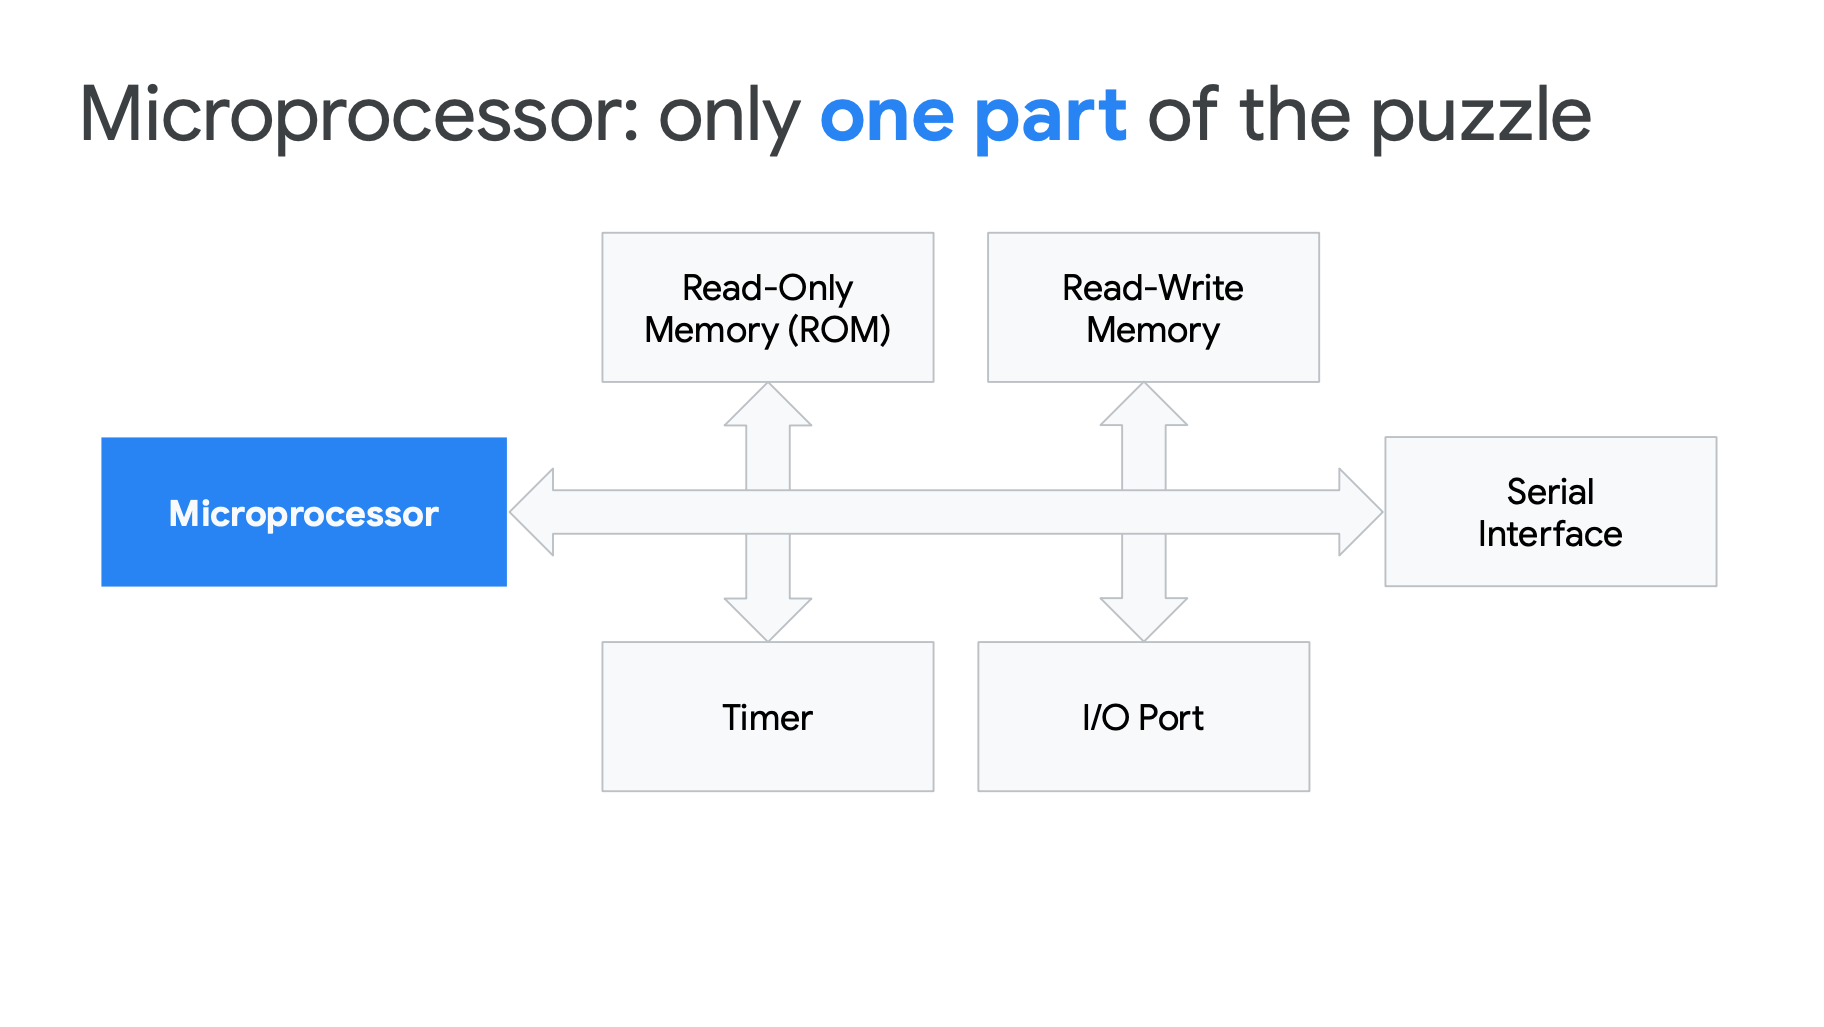 Microprocessor: only one part of the puzzle
Read-Only
Memory (ROM)
Read-Write
Memory
Microprocessor
Serial
Interface
Timer
I/O Port